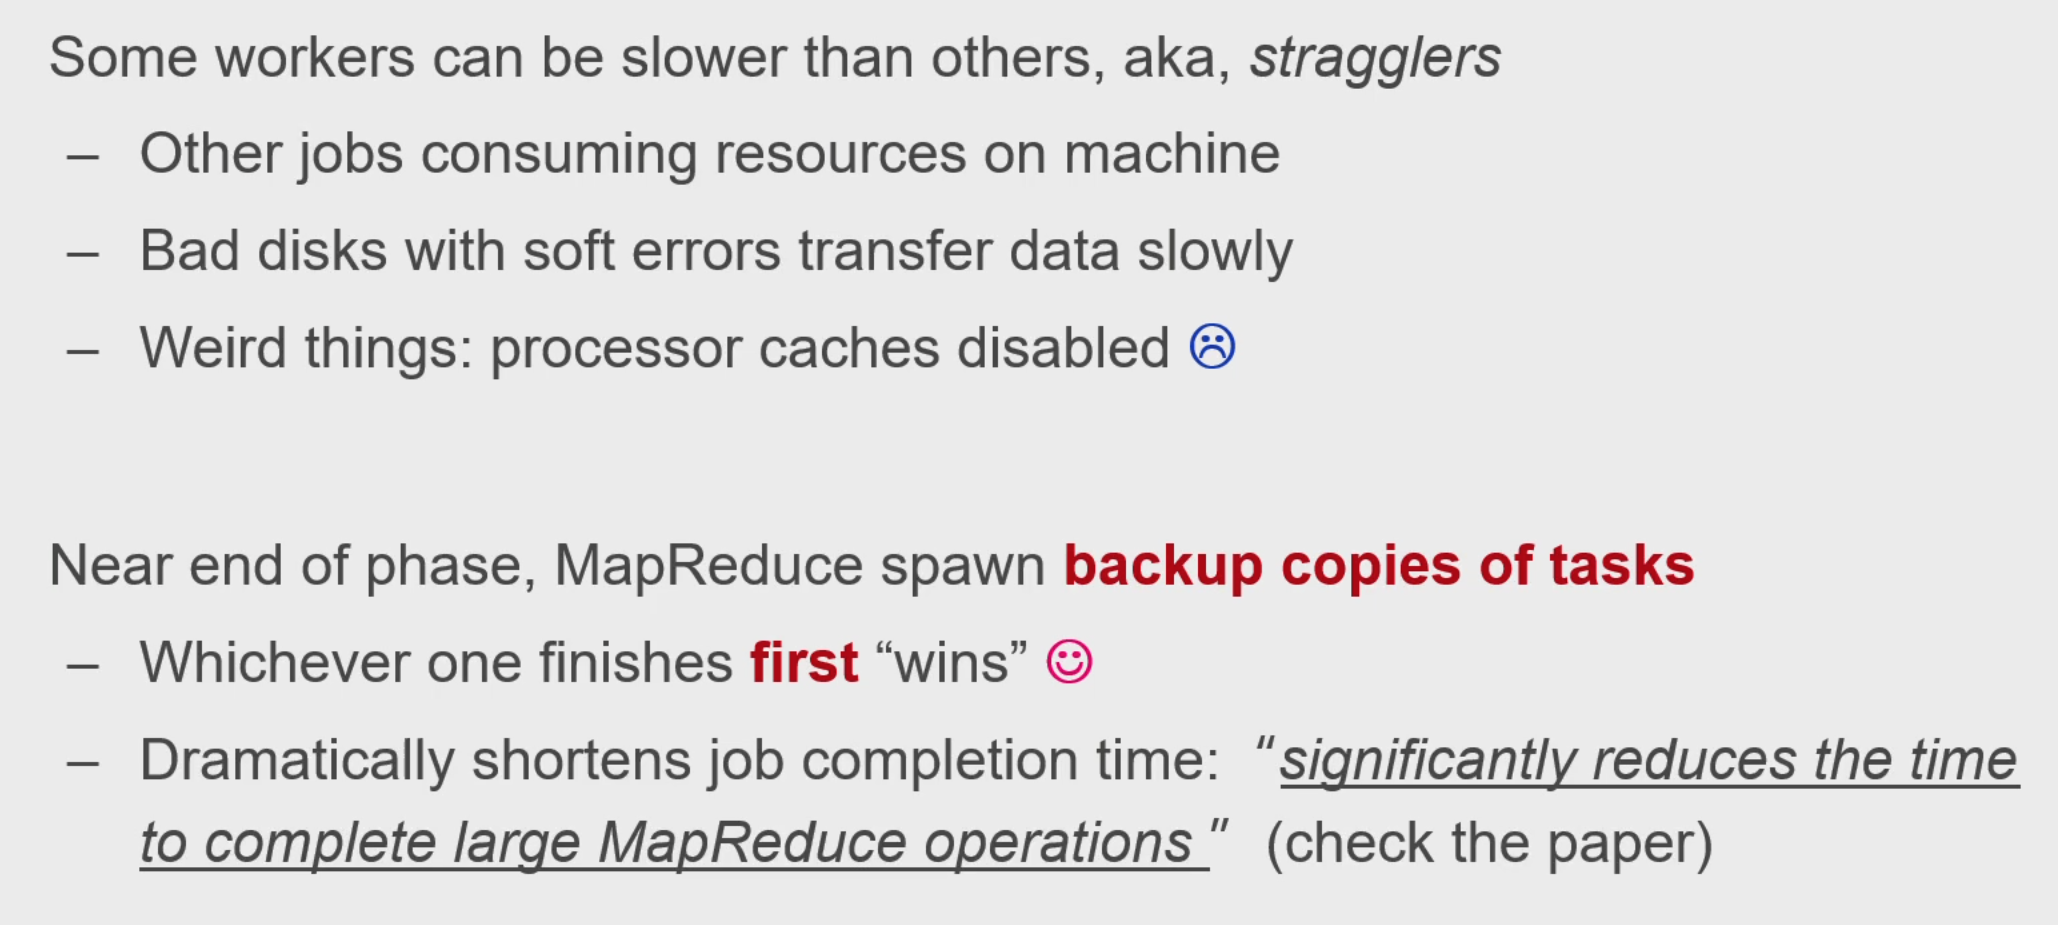 Some workers can be slower than others, aka, stragglers
– Other jobs consuming resources on machine
– Bad disks with soft errors transfer data slowly
– Weird things: processor caches disabled ☹
Near end of phase, MapReduce spawn backup copies of tasks
– Whichever one finishes first “wins” ☺
– Dramatically shortens job completion time: "significantly reduces the time
to complete large MapReduce operations " (check the paper)